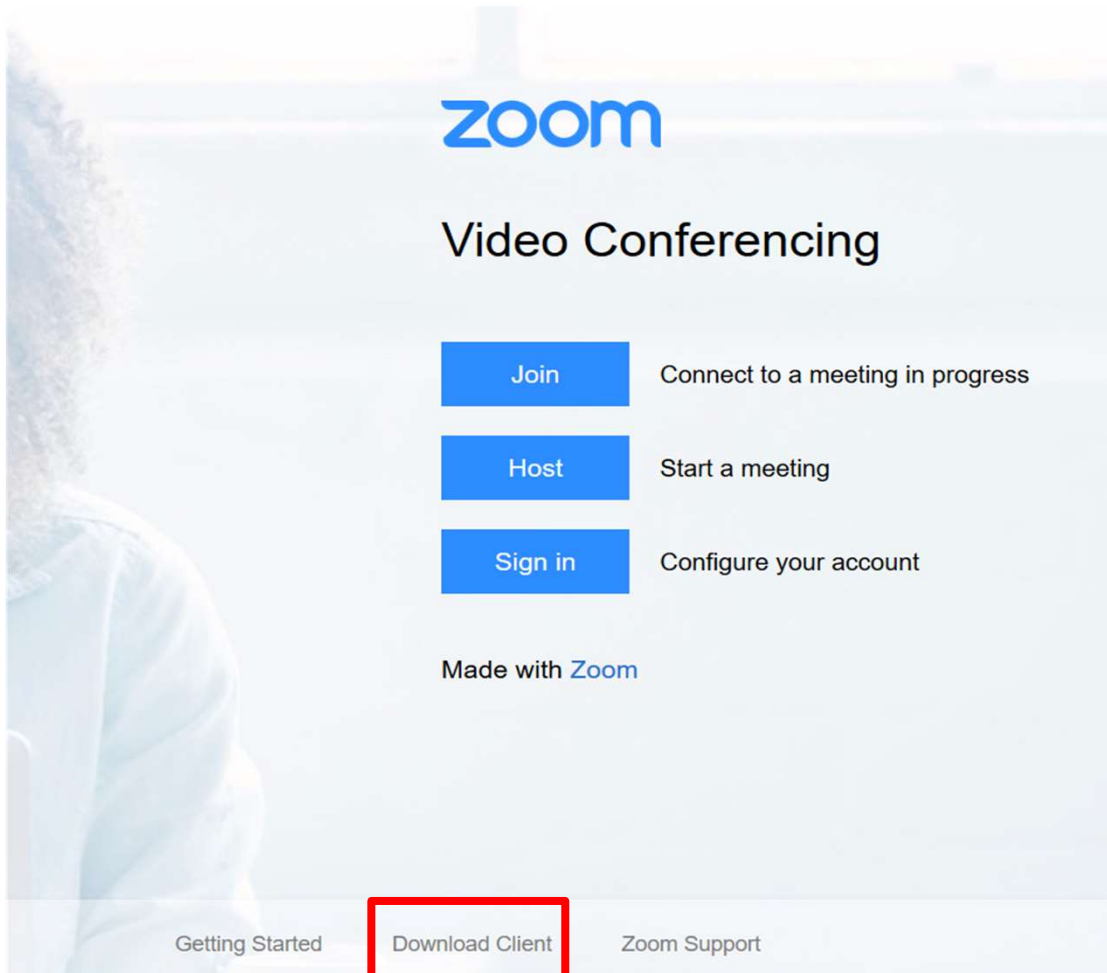 zoom
Video Conferencing
Join Connect to a meeting in progress
Host Start a meeting
Sign in Configure your account
Made with Zoom
Getting Started Download Client Zoom Support